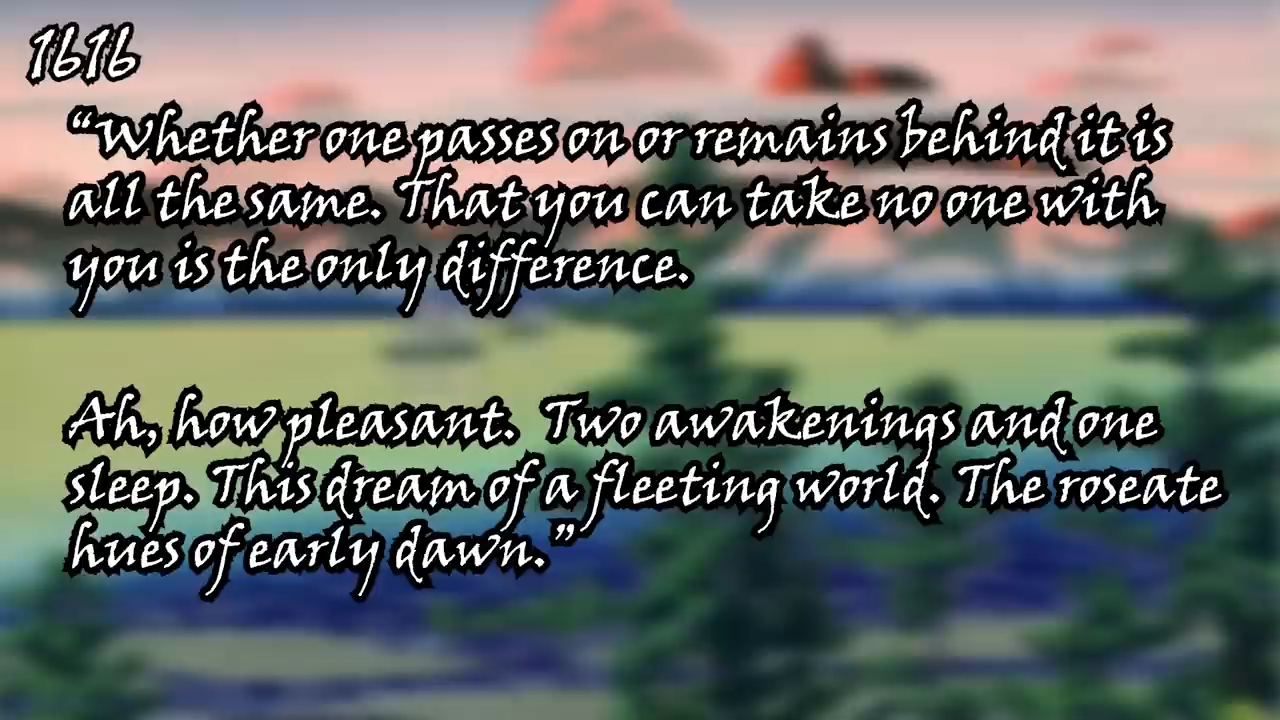 1616
“Whether one passes on or remains behind it is
all the same. That you can take no one with
you is the only difference.
Ah, how pleasant. Two awakenings and one
sleep. This dream of a fleeting world. The roseate
hues of early dawn.”